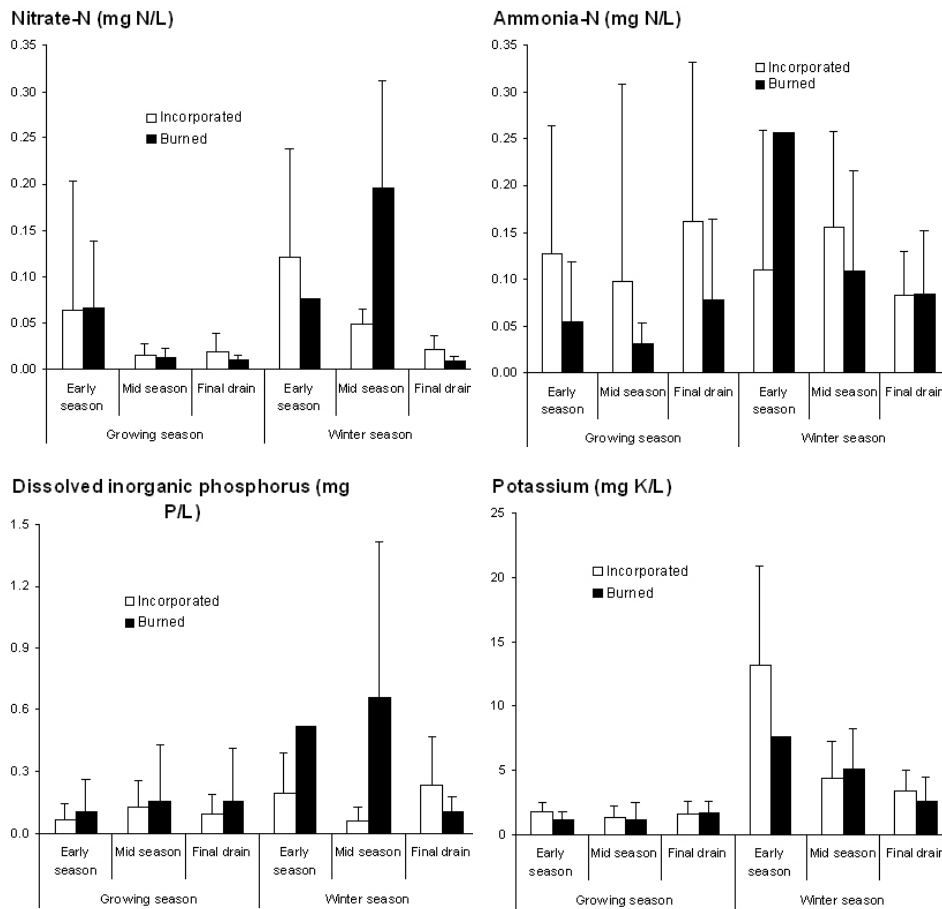 Nitrate-N (mg N/L)
0.35
0.30
0.25
0.20
0.15
0.10
0.05
0.00
Incorporated
Burned
Early season
Mid season
Final drain
Early season
Mid season
Final drain
Growing season
Winter season
Ammonia-N (mg N/L)
0.35
0.30
0.25
0.20
0.15
0.10
0.05
0.00
Incorporated
Burned
Early season
Mid season
Final drain
Early season
Mid season
Final drain
Growing season
Winter season
Dissolved inorganic phosphorus (mg
P/L)
1.5
1.2
0.9
0.6
0.3
0.0
Incorporated
Burned
Early season
Mid season
Final drain
Early season
Mid season
Final drain
Growing season
Winter season
Potassium (mg K/L)
25
20
15
10
5
0
Incorporated
Burned
Early season
Mid season
Final drain
Early season
Mid season
Final drain
Growing season
Winter season